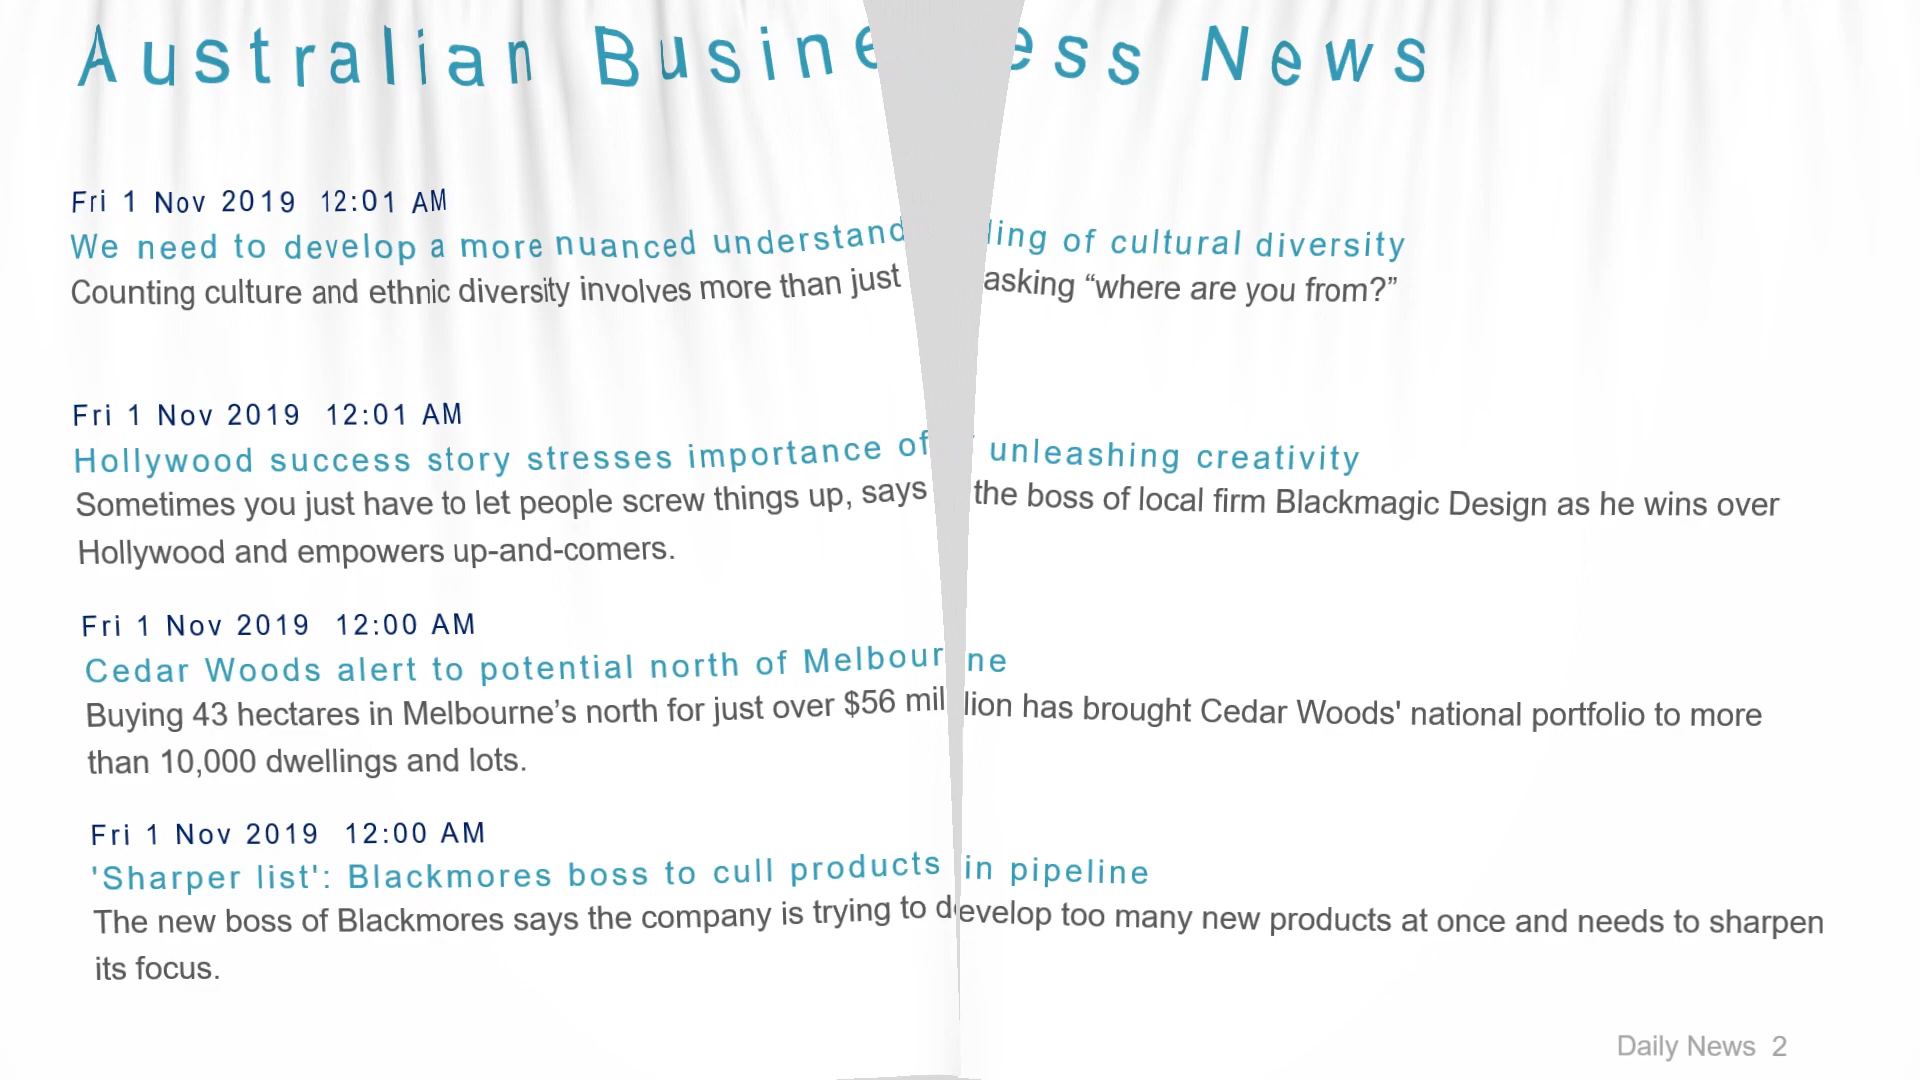 Australian Business News
Fri 1 Nov 2019 12:01 AM
We need to develop a more nuanced understanding of cultural diversity
Counting culture and ethnic diversity involves more than just asking “where are you from?”
Fri 1 Nov 2019 12:01 AM
Hollywood success story stresses importance of unleashing creativity
Sometimes you just have to let people screw things up, says the boss of local firm Blackmagic Design as he wins over
Hollywood and empowers up-and-comers.
Fri 1 Nov 2019 12:00 AM
Cedar Woods alert to potential north of Melbourne
Buying 43 hectares in Melbourne’s north for just over $56 million has brought Cedar Woods' national portfolio to more
than 10,000 dwellings and lots.
Fri 1 Nov 2019 12:00 AM
'Sharper list': Blackmores boss to cull products in pipeline
The new boss of Blackmores says the company is trying to develop too many new products at once and needs to sharpen
its focus.
Daily News 2